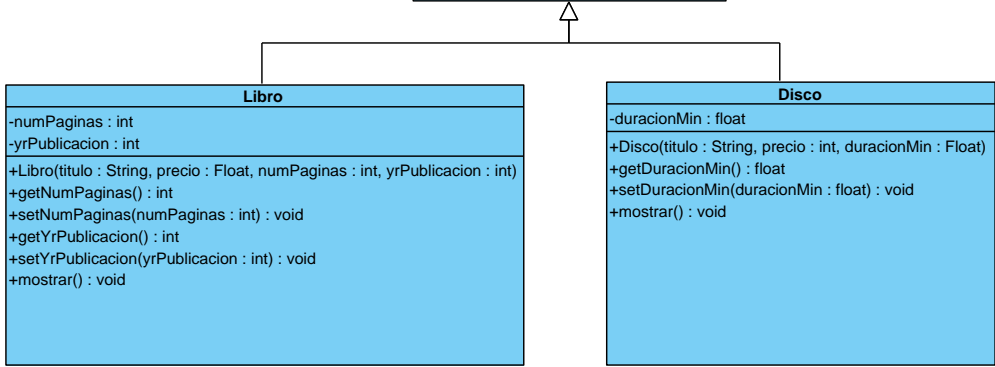 Libro
-numPaginas : int
-yrPublicacion : int
+Libro(titulo : String, precio : Float, numPaginas : int, yrPublicacion : int)
+getNumPaginas() : int
+setNumPaginas(numPaginas : int) : void
+getYrPublicacion() : int
+setYrPublicacion(yrPublicacion : int) : void
+mostrar() : void
Disco
-duracionMin : float
+Disco(titulo : String, precio : int, duracionMin : Float)
+getDuracionMin() : float
+setDuracionMin(duracionMin : float) : void
+mostrar() : void